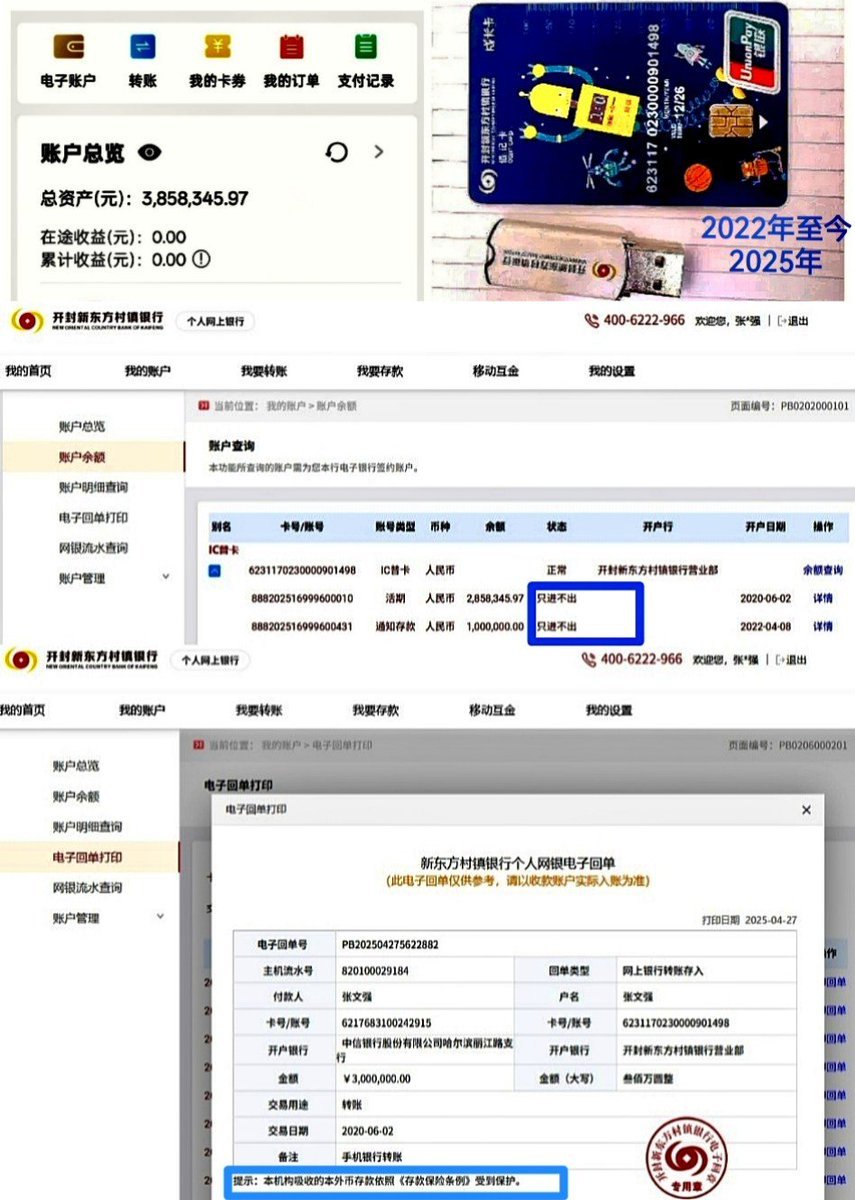 电子账户 转账 我的卡券 我的订单 支付记录
账户总览
总资产(元)：3,858,345.97
在途收益(元)：0.00
累计收益(元)：0.00
成长卡
UnionPay
银联
开封新东方村镇银行
借记卡
623117 0230000901498
12/26
开封新东方村镇银行
2022年至今
2025年
开封新东方村镇银行
NEW ORIENTAL COUNTRY BANK OF KAIFENG
个人网上银行
400-6222-966 欢迎您，张*强 | 退出
我的首页 我的账户 我要转账 我要存款 移动互金 我的设置
当前位置： 我的账户 > 账户余额 页面编号：PB0202000101
账户总览
账户余额
账户明细查询
电子回单打印
网银流水查询
账户管理
账户查询
本功能所查询的账户需为您本行电子银行签约账户。
别名 卡号/账号 账号类型 币种 余额 状态 开户行 开户日期 操作
IC普卡
6231170230000901498 IC普卡 人民币 正常 开封新东方村镇银行营业部 余额查询
888202516999600010 活期 人民币 2,858,345.97 只进不出 2020-06-02 详情
888202516999600431 通知存款 人民币 1,000,000.00 只进不出 2022-04-08 详情
开封新东方村镇银行
NEW ORIENTAL COUNTRY BANK OF KAIFENG
个人网上银行
400-6222-966 欢迎您，张*强 | 退出
我的首页 我的账户 我要转账 我要存款 移动互金 我的设置
当前位置： 我的账户 > 电子回单打印 页面编号：PB0206000201
账户总览
账户余额
账户明细查询
电子回单打印
网银流水查询
账户管理
电子回单打印
电子回单打印 ×
新东方村镇银行个人网银电子回单
(此电子回单仅供参考，请以收款账户实际入账为准)
打印日期 2025-04-27
电子回单号 PB202504275622882
主机流水号 820100029184 回单类型 网上银行转账存入
付款人 张文强 户名 张文强
卡号/账号 6217683100242915 卡号/账号 6231170230000901498
开户银行 中信银行股份有限公司哈尔滨丽江路支行 开户银行 开封新东方村镇银行营业部
金额 ￥3,000,000.00 金额（大写） 叁佰万圆整
交易用途 转账
交易日期 2020-06-02
备注 手机银行转账
提示：本机构吸收的本外币存款依照《存款保险条例》受到保护。
开封新东方村镇银行电子回单
专用章